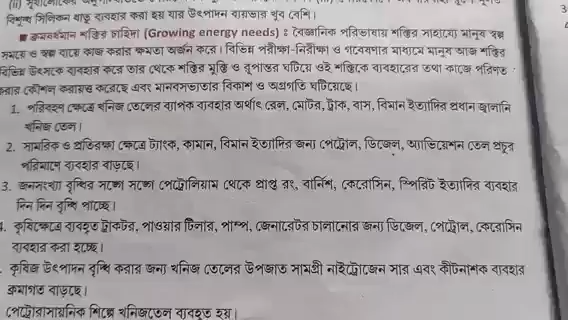 (ii)
বিশুদ্ধ সিলিকন ধাতু ব্যবহার করা হয় যার উৎপাদন ব্যয়ভার খুব বেশি।
■ ক্রমবর্ধমান শক্তির চাহিদা (Growing energy needs) : বৈজ্ঞানিক পরিভাষায় শক্তির সাহায্যে মানুষ স্বল্প
সময়ে ও স্বল্প ব্যয়ে কাজ করার ক্ষমতা অর্জন করে। বিভিন্ন পরীক্ষা-নিরীক্ষা ও গবেষণার মাধ্যমে মানুষ আজ শক্তির
বিভিন্ন উৎসকে ব্যবহার করে তার থেকে শক্তির মুক্তি ও রূপান্তর ঘটিয়ে ওই শক্তিকে ব্যবহারের তথা কাজে পরিণত
করার কৌশল করায়ত্ত করেছে এবং মানবসভ্যতার বিকাশ ও অগ্রগতি ঘটিয়েছে।
1. পরিবহণ ক্ষেত্রে খনিজ তেলের ব্যাপক ব্যবহার অর্থাৎ রেল, মোটর, ট্রাক, বাস, বিমান ইত্যাদির প্রধান জ্বালানি
খনিজ তেল।
2. সামরিক ও প্রতিরক্ষা ক্ষেত্রে ট্যাংক, কামান, বিমান ইত্যাদির জন্য পেট্রোল, ডিজেল, অ্যাভিয়েশন তেল প্রচুর
পরিমাণে ব্যবহার বাড়ছে।
3. জনসংখ্যা বৃদ্ধির সঙ্গে সঙ্গে পেট্রোলিয়াম থেকে প্রাপ্ত রং, বার্নিশ, কেরোসিন, স্পিরিট ইত্যাদির ব্যবহার
দিন দিন বৃদ্ধি পাচ্ছে।
4. কৃষিক্ষেত্রে ব্যবহৃত ট্রাকটর, পাওয়ার টিলার, পাম্প, জেনারেটর চালানোর জন্য ডিজেল, পেট্রোল, কেরোসিন
ব্যবহার করা হচ্ছে।
কৃষিজ উৎপাদন বৃদ্ধি করার জন্য খনিজ তেলের উপজাত সামগ্রী নাইট্রোজেন সার এবং কীটনাশক ব্যবহার
ক্রমাগত বাড়ছে।
পেট্রোরাসায়নিক শিল্পে খনিজতেল ব্যবহৃত হয়।